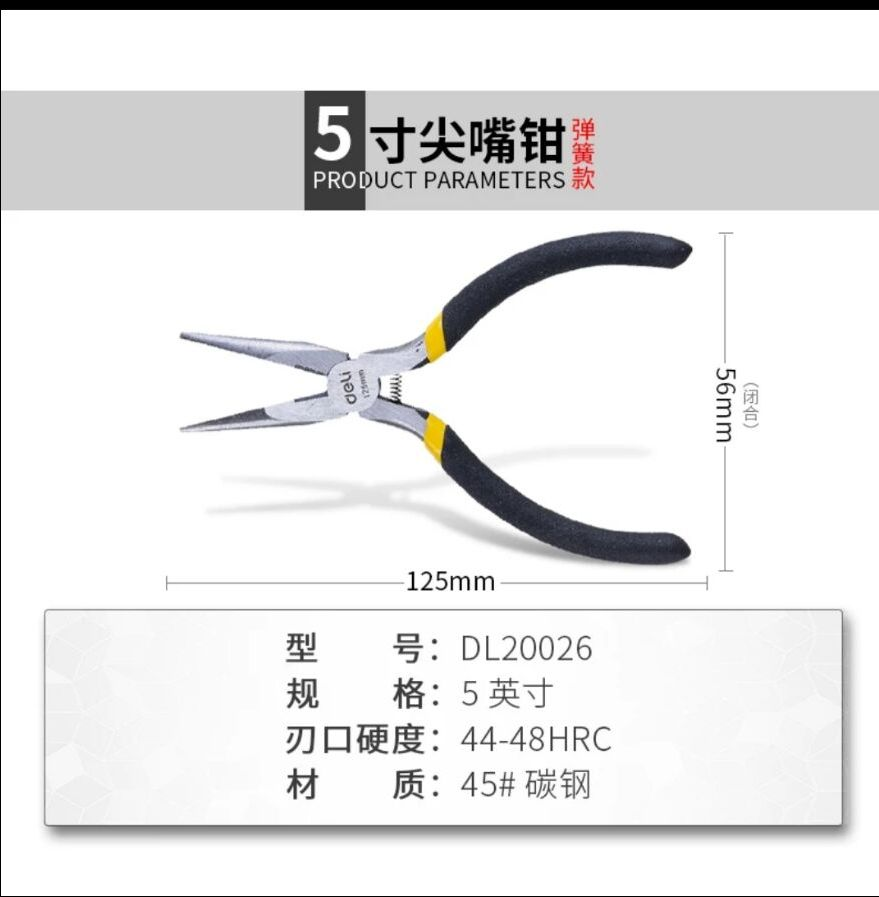 5寸尖嘴钳 弹簧款
PRODUCT PARAMETERS
deli
125mm
56mm
(闭合)
125mm
型 号：DL20026
规 格：5 英寸
刃口硬度：44-48HRC
材 质：45# 碳钢